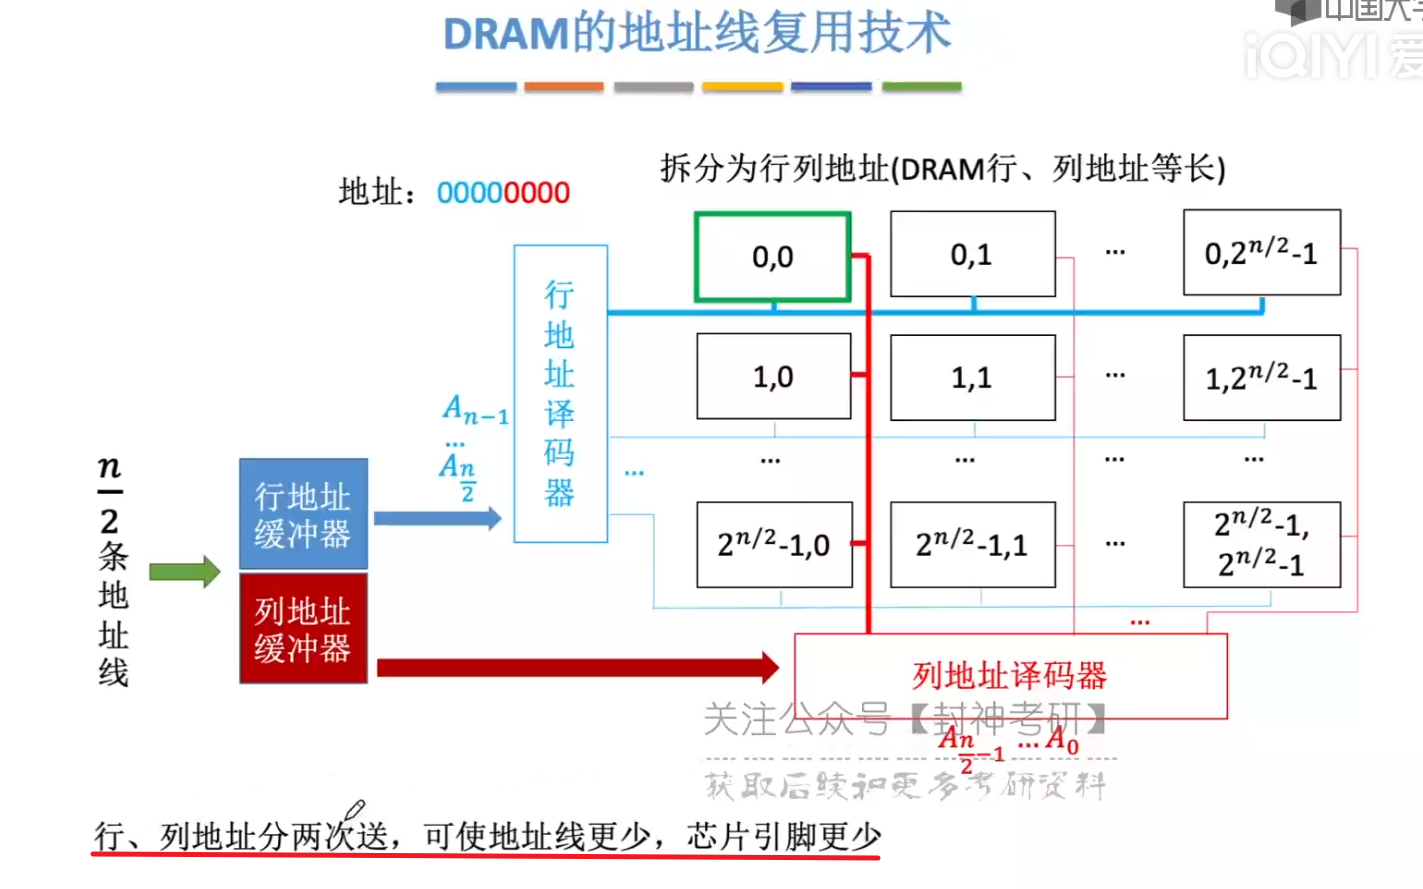 中国大学
iQIYI 爱
DRAM的地址线复用技术
拆分为行列地址(DRAM行、列地址等长)
地址：00000000
0,0
0,1
...
0,2^{n/2}-1
行地址译码器
1,0
1,1
...
1,2^{n/2}-1
A_{n-1}
...
A_{n/2}
...
...
...
...
...
n/2条地址线
行地址
缓冲器
2^{n/2}-1,0
2^{n/2}-1,1
...
2^{n/2}-1,
2^{n/2}-1
列地址
缓冲器
...
列地址译码器
关注公众号【封神考研】
A_{n/2-1} ... A_0
获取后续和更多考研资料
行、列地址分两次送，可使地址线更少，芯片引脚更少